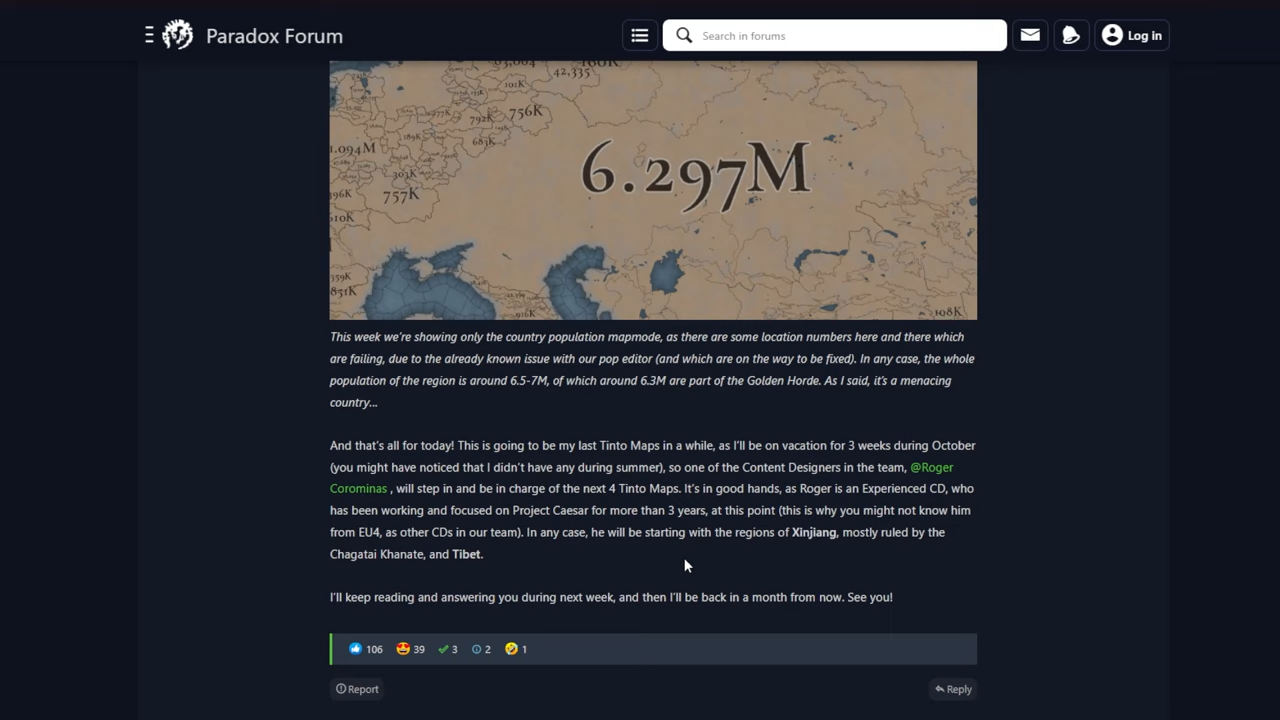 Paradox Forum
Search in forums
Log in
42,335
101K
756K
792K
683K
189K
1.094M
303K
757K
6.297M
359K
851K
916K
108K
This week we're showing only the country population mapmode, as there are some location numbers here and there which
are failing, due to the already known issue with our pop editor (and which are on the way to be fixed). In any case, the whole
population of the region is around 6.5-7M, of which around 6.3M are part of the Golden Horde. As I said, it's a menacing
country...
And that's all for today! This is going to be my last Tinto Maps in a while, as I'll be on vacation for 3 weeks during October
(you might have noticed that I didn't have any during summer), so one of the Content Designers in the team, @Roger
Corominas , will step in and be in charge of the next 4 Tinto Maps. It's in good hands, as Roger is an Experienced CD, who
has been working and focused on Project Caesar for more than 3 years, at this point (this is why you might not know him
from EU4, as other CDs in our team). In any case, he will be starting with the regions of Xinjiang, mostly ruled by the
Chagatai Khanate, and Tibet.
I'll keep reading and answering you during next week, and then I'll be back in a month from now. See you!
106 39 3 2 1
Report
Reply